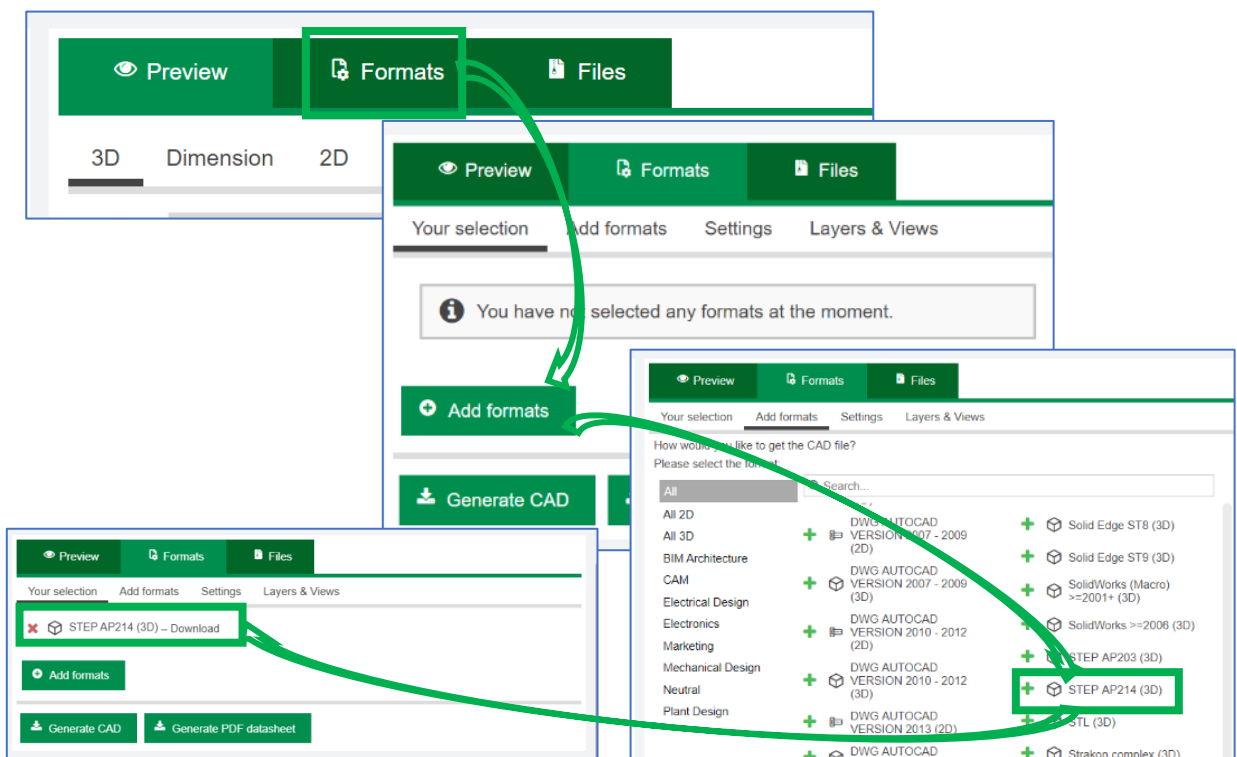 Preview
Formats
Files
3D
Dimension
2D
Preview
Formats
Files
Your selection
Add formats
Settings
Layers & Views
You have not selected any formats at the moment.
Add formats
Generate CAD
Preview
Formats
Files
Your selection
Add formats
Settings
Layers & Views
How would you like to get the CAD file?
Please select the format:
Search...
All
All 2D
All 3D
BIM Architecture
CAM
Electrical Design
Electronics
Marketing
Mechanical Design
Neutral
Plant Design
DWG AUTOCAD
VERSION 2007 - 2009
(2D)
DWG AUTOCAD
VERSION 2007 - 2009
(3D)
DWG AUTOCAD
VERSION 2010 - 2012
(2D)
DWG AUTOCAD
VERSION 2010 - 2012
(3D)
DWG AUTOCAD
VERSION 2013 (2D)
DWG AUTOCAD
Solid Edge ST8 (3D)
Solid Edge ST9 (3D)
SolidWorks (Macro)
>=2001+ (3D)
SolidWorks >=2006 (3D)
STEP AP203 (3D)
STEP AP214 (3D)
STL (3D)
Strakon complex (3D)
Preview
Formats
Files
Your selection
Add formats
Settings
Layers & Views
STEP AP214 (3D) – Download
Add formats
Generate CAD
Generate PDF datasheet